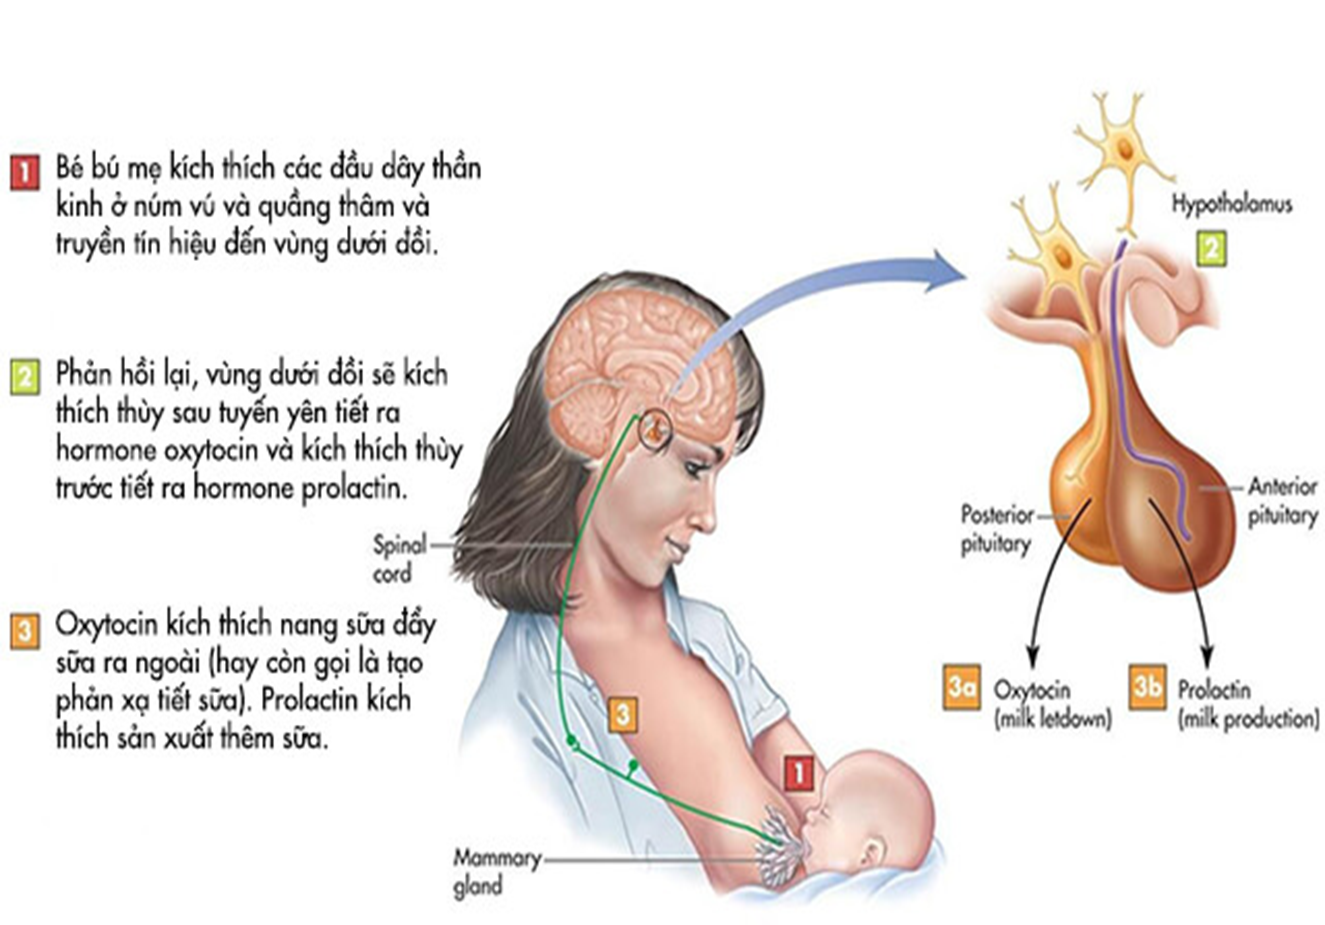 1 Bé bú mẹ kích thích các đầu dây thần
kinh ở núm vú và quầng thâm và
truyền tín hiệu đến vùng dưới đồi.
2 Phản hồi lại, vùng dưới đồi sẽ kích
thích thùy sau tuyến yên tiết ra
hormone oxytocin và kích thích thùy
trước tiết ra hormone prolactin.
3 Oxytocin kích thích nang sữa đẩy
sữa ra ngoài (hay còn gọi là tạo
phản xạ tiết sữa). Prolactin kích
thích sản xuất thêm sữa.
Spinal
cord
3
1
Mammary
gland
Hypothalamus
2
Posterior
pituitary
Anterior
pituitary
3a Oxytocin
(milk letdown)
3b Prolactin
(milk production)